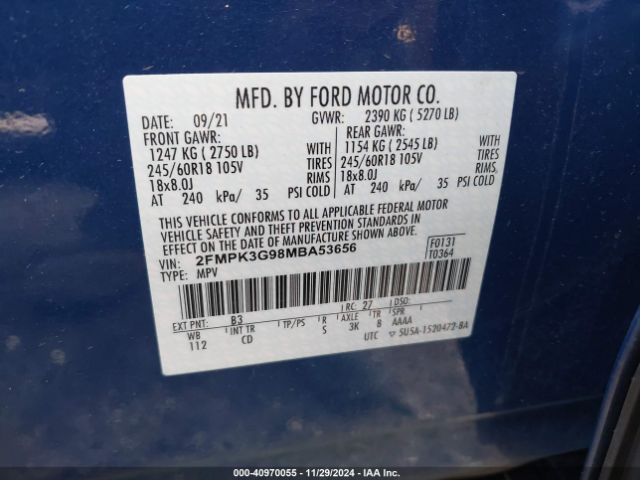 MFD. BY FORD MOTOR CO.
DATE: 09/21 GVWR: 2390 KG ( 5270 LB)
FRONT GAWR: REAR GAWR:
1247 KG ( 2750 LB) WITH 1154 KG ( 2545 LB) WITH
245/60R18 105V TIRES 245/60R18 105V TIRES
18x8.0J RIMS 18x8.0J RIMS,
AT 240 kPa/ 35 PSI COLD AT 240 kPa/ 35 PSI COLD
THIS VEHICLE CONFORMS TO ALL APPLICABLE FEDERAL MOTOR
VEHICLE SAFETY AND THEFT PREVENTION STANDARDS IN
EFFECT ON THE DATE OF MANUFACTURE SHOWN ABOVE.
VIN: 2FMPK3G98MBA53656 F0131
TYPE: MPV T0364
EXT PNT: B3 RC: 27 DSO:
WB INT TR TP/PS R AXLE TR SPR
112 CD S 3K 8 AAAA
UTC
000-40970055 - 11/29/2024 - IAA Inc.